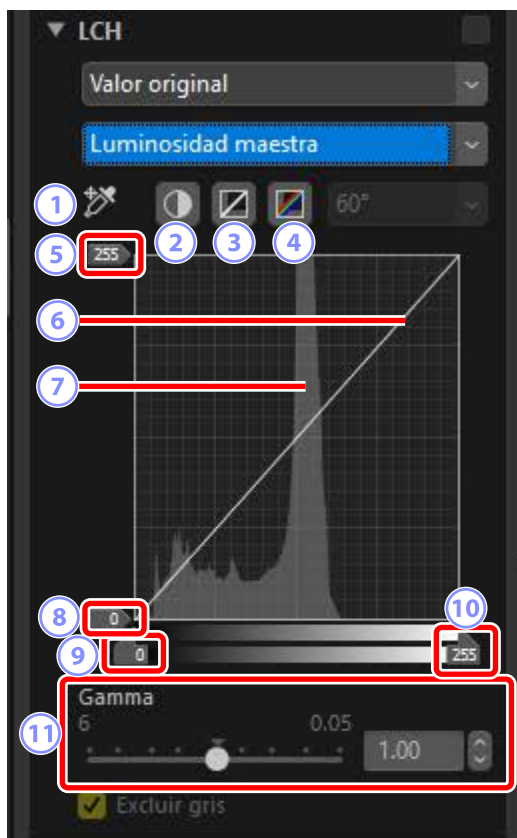 LCH
Valor original
Luminosidad maestra
1 2 3 4 60°
5 255
6
7
8 0 10
9 0 255
Gamma
6 0.05
11 1.00
Excluir gris